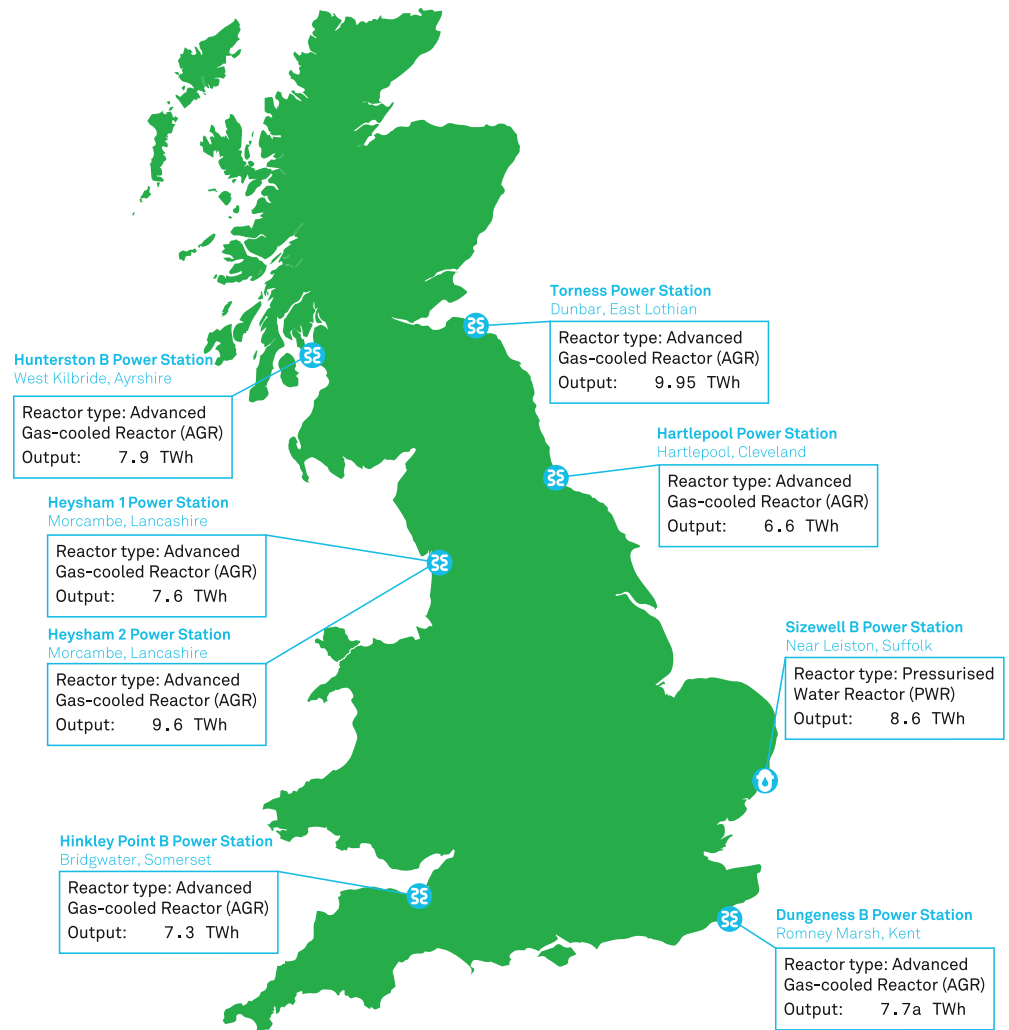 Torness Power Station
Dunbar, East Lothian
Reactor type: Advanced
Gas-cooled Reactor (AGR)
Output: 9.95 TWh
Hunterston B Power Station
West Kilbride, Ayrshire
Reactor type: Advanced
Gas-cooled Reactor (AGR)
Output: 7.9 TWh
Hartlepool Power Station
Hartlepool, Cleveland
Reactor type: Advanced
Gas-cooled Reactor (AGR)
Output: 6.6 TWh
Heysham 1 Power Station
Morcambe, Lancashire
Reactor type: Advanced
Gas-cooled Reactor (AGR)
Output: 7.6 TWh
Heysham 2 Power Station
Morcambe, Lancashire
Reactor type: Advanced
Gas-cooled Reactor (AGR)
Output: 9.6 TWh
Sizewell B Power Station
Near Leiston, Suffolk
Reactor type: Pressurised
Water Reactor (PWR)
Output: 8.6 TWh
Hinkley Point B Power Station
Bridgwater, Somerset
Reactor type: Advanced
Gas-cooled Reactor (AGR)
Output: 7.3 TWh
Dungeness B Power Station
Romney Marsh, Kent
Reactor type: Advanced
Gas-cooled Reactor (AGR)
Output: 7.7a TWh